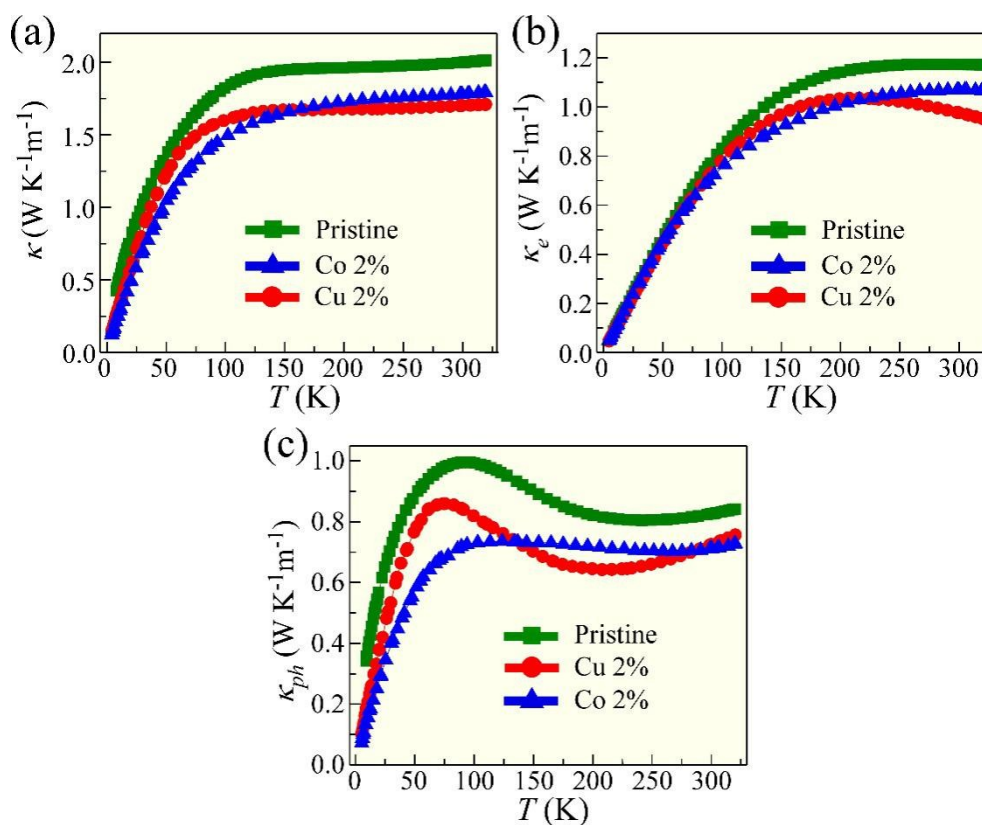 (a)
κ (W K⁻¹m⁻¹)
2.0
1.5
1.0
0.5
0.0
Pristine
Co 2%
Cu 2%
0 50 100 150 200 250 300
T (K)
(b)
κe (W K⁻¹m⁻¹)
1.2
1.0
0.8
0.6
0.4
0.2
0.0
Pristine
Co 2%
Cu 2%
0 50 100 150 200 250 300
T (K)
(c)
κph (W K⁻¹m⁻¹)
1.0
0.8
0.6
0.4
0.2
0.0
Pristine
Cu 2%
Co 2%
0 50 100 150 200 250 300
T (K)